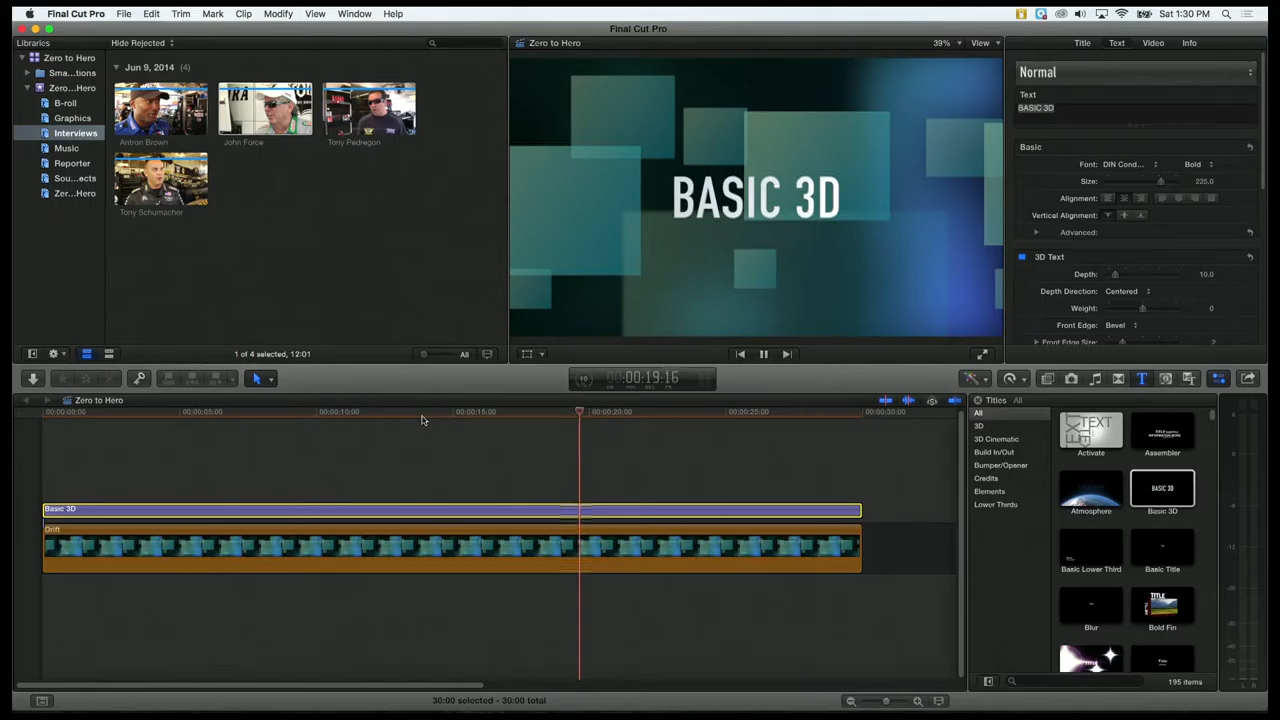 Final Cut Pro File Edit Trim Mark Clip Modify View Window Help Sat 1:30 PM
Final Cut Pro
Libraries Hide Rejected Zero to Hero 39% View Title Text Video Info
Zero to Hero
Sma...tions
Zero...Hero
B-roll
Graphics
Interviews
Music
Reporter
Sou...ects
Zer...Hero
Jun 9, 2014 (4)
Antron Brown John Force Tony Pedregon
Tony Schumacher
BASIC 3D
Normal
Text
BASIC 3D
Basic
Font: DIN Cond... Bold
Size: 225.0
Alignment:
Vertical Alignment:
Advanced:
3D Text
Depth: 10.0
Depth Direction: Centered
Weight: 0
Front Edge: Bevel
Front Edge Size: 2
1 of 4 selected, 12:01 All
00:00:19:16
Zero to Hero
00:00:00:00 00:00:05:00 00:00:10:00 00:00:15:00 00:00:20:00 00:00:25:00 00:00:30:00
Basic 3D
Drift
Titles All
All
3D
3D Cinematic
Build In/Out
Bumper/Opener
Credits
Elements
Lower Thirds
Activate Assembler
BASIC 3D
Atmosphere Basic 3D
Basic Lower Third Basic Title
Blur Bold Fin
195 items
30:00 selected - 30:00 total